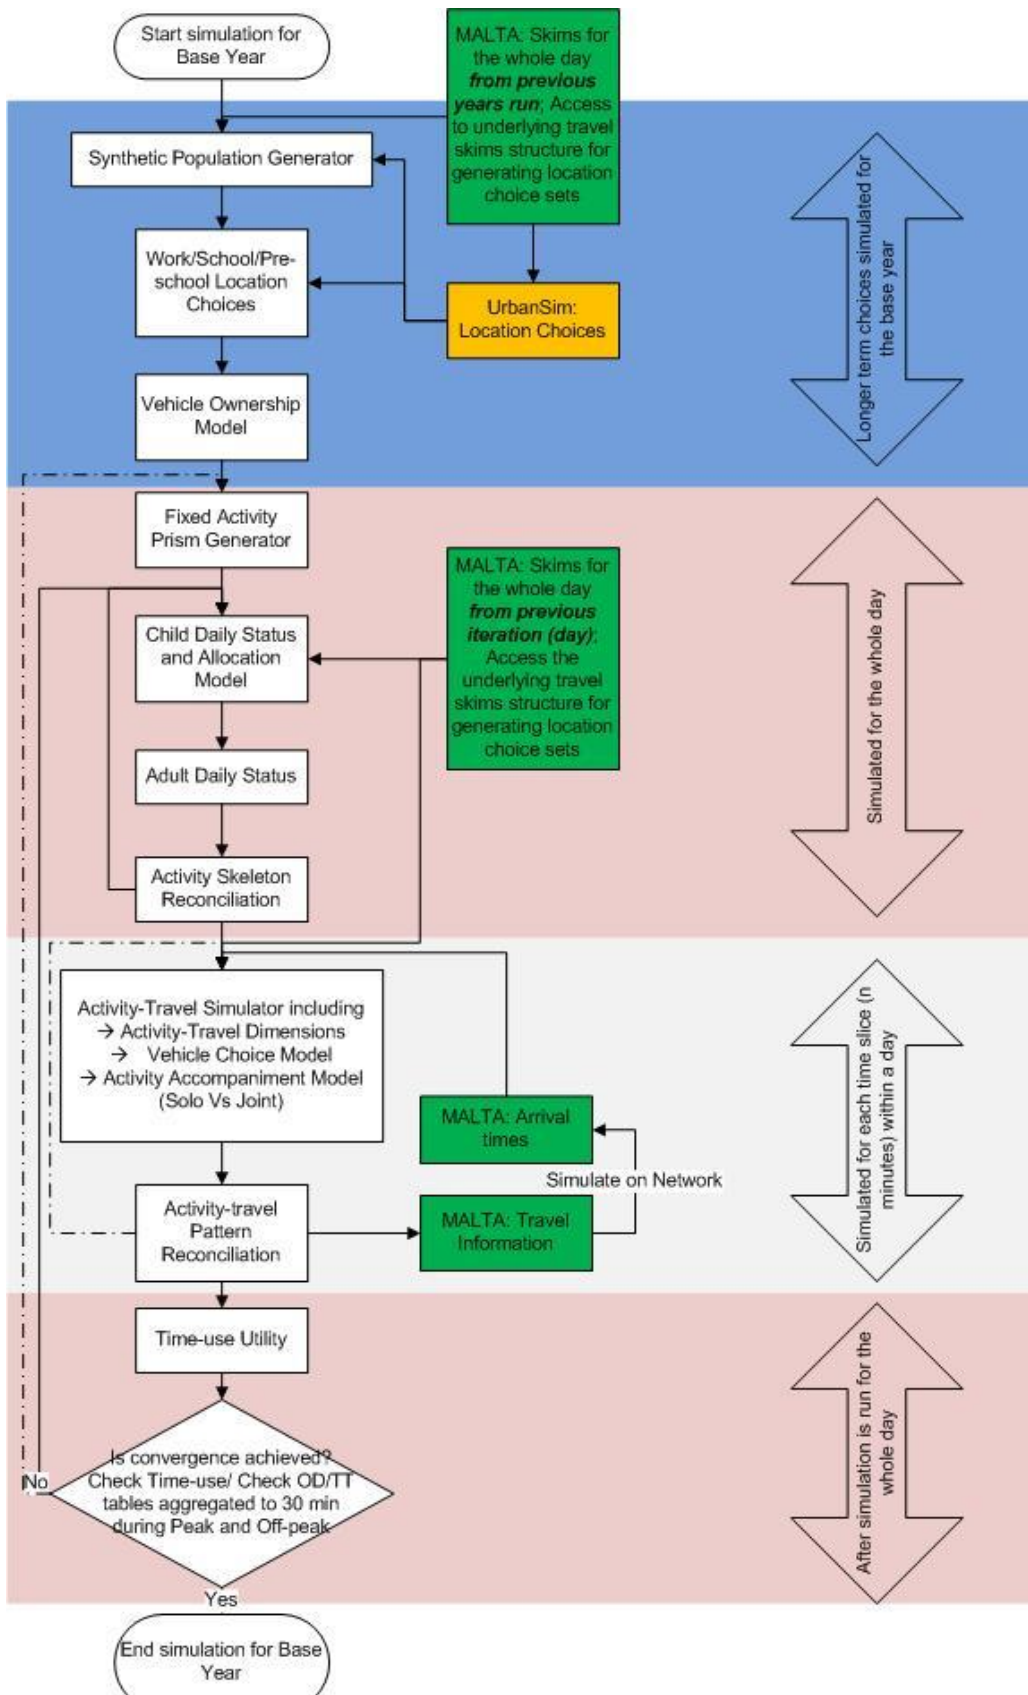 Start simulation for
Base Year
MALTA: Skims for
the whole day
from previous
years run; Access
to underlying travel
skims structure for
generating location
choice sets
Synthetic Population Generator
Work/School/Pre-
school Location
Choices
UrbanSim:
Location Choices
Vehicle Ownership
Model
Longer term choices simulated for
the base year
Fixed Activity
Prism Generator
MALTA: Skims for
the whole day
from previous
iteration (day);
Access the
underlying travel
skims structure for
generating location
choice sets
Child Daily Status
and Allocation
Model
Adult Daily Status
Activity Skeleton
Reconciliation
Simulated for the whole day
Activity-Travel Simulator including
→ Activity-Travel Dimensions
→ Vehicle Choice Model
→ Activity Accompaniment Model
(Solo Vs Joint)
MALTA: Arrival
times
Simulate on Network
Activity-travel
Pattern
Reconciliation
MALTA: Travel
Information
Simulated for each time slice (n
minutes) within a day
Time-use Utility
Is convergence achieved?
Check Time-use/ Check OD/TT
tables aggregated to 30 min
during Peak and Off-peak
No
Yes
After simulation is run for the
whole day
End simulation for Base
Year